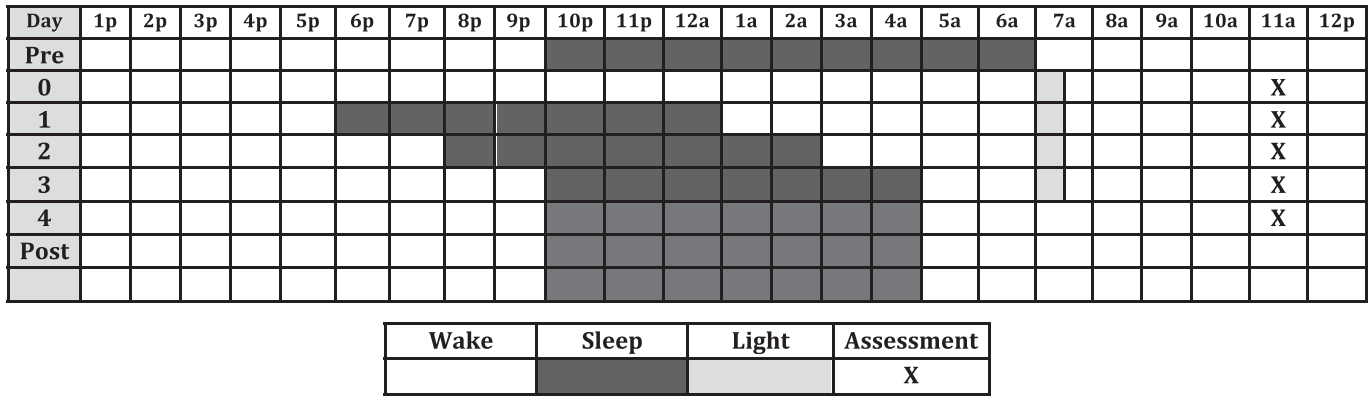 Day 1p 2p 3p 4p 5p 6p 7p 8p 9p 10p 11p 12a 1a 2a 3a 4a 5a 6a 7a 8a 9a 10a 11a 12p
Pre
0 X
1 X
2 X
3 X
4 X
Post
Wake Sleep Light Assessment
X